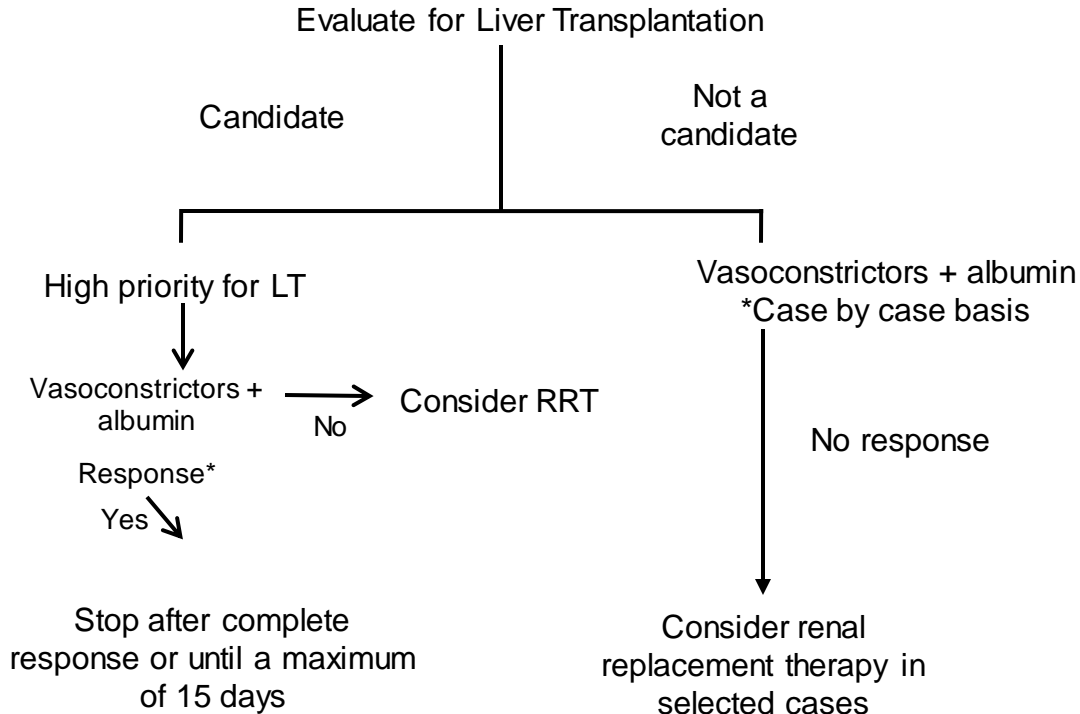 Evaluate for Liver Transplantation
Candidate
Not a
candidate
High priority for LT
Vasoconstrictors +
albumin
No
Consider RRT
Response*
Yes
Stop after complete
response or until a maximum
of 15 days
Vasoconstrictors + albumin
*Case by case basis
No response
Consider renal
replacement therapy in
selected cases